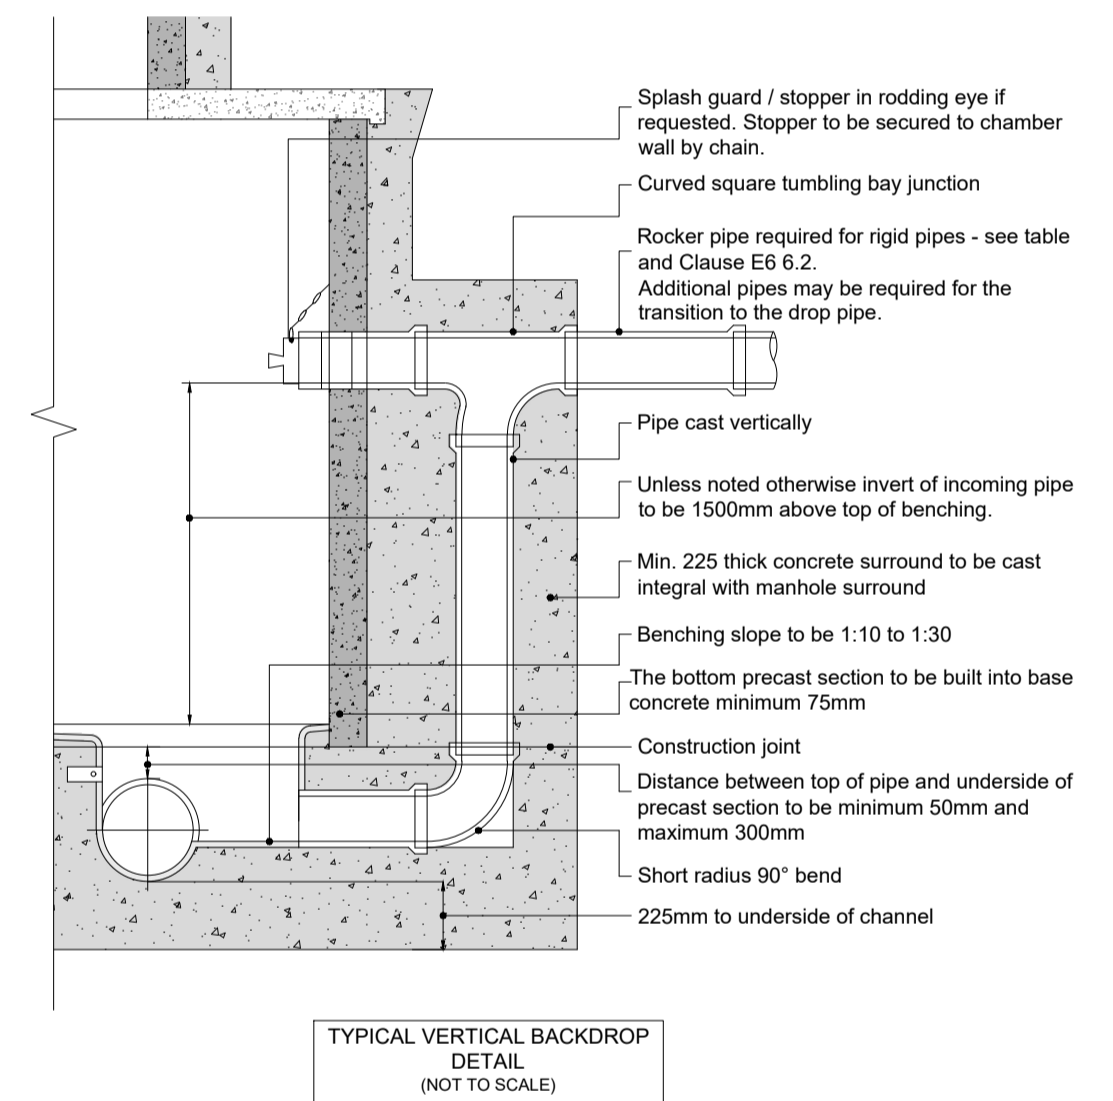 Splash guard / stopper in rodding eye if
requested. Stopper to be secured to chamber
wall by chain.
Curved square tumbling bay junction
Rocker pipe required for rigid pipes - see table
and Clause E6 6.2.
Additional pipes may be required for the
transition to the drop pipe.
Pipe cast vertically
Unless noted otherwise invert of incoming pipe
to be 1500mm above top of benching.
Min. 225 thick concrete surround to be cast
integral with manhole surround
Benching slope to be 1:10 to 1:30
The bottom precast section to be built into base
concrete minimum 75mm
Construction joint
Distance between top of pipe and underside of
precast section to be minimum 50mm and
maximum 300mm
Short radius 90° bend
225mm to underside of channel
TYPICAL VERTICAL BACKDROP
DETAIL
(NOT TO SCALE)